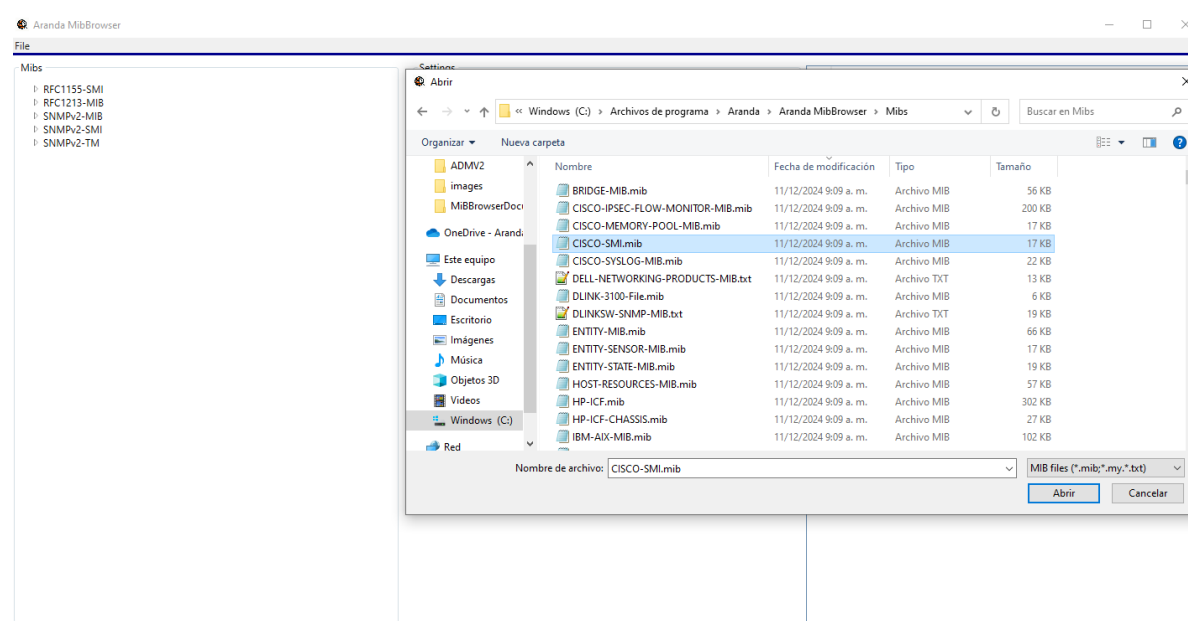 Aranda MibBrowser
File
Mibs
RFC1155-SMI
RFC1213-MIB
SNMPv2-MIB
SNMPv2-SMI
SNMPv2-TM
Settings
Abrir
« Windows (C:) › Archivos de programa › Aranda › Aranda MibBrowser › Mibs
Buscar en Mibs
Organizar Nueva carpeta
ADMV2
images
MiBBrowserDocu
OneDrive - Aranda
Este equipo
Descargas
Documentos
Escritorio
Imágenes
Música
Objetos 3D
Videos
Windows (C:)
Red
Nombre Fecha de modificación Tipo Tamaño
BRIDGE-MIB.mib 11/12/2024 9:09 a. m. Archivo MIB 56 KB
CISCO-IPSEC-FLOW-MONITOR-MIB.mib 11/12/2024 9:09 a. m. Archivo MIB 200 KB
CISCO-MEMORY-POOL-MIB.mib 11/12/2024 9:09 a. m. Archivo MIB 17 KB
CISCO-SMI.mib 11/12/2024 9:09 a. m. Archivo MIB 17 KB
CISCO-SYSLOG-MIB.mib 11/12/2024 9:09 a. m. Archivo MIB 22 KB
DELL-NETWORKING-PRODUCTS-MIB.txt 11/12/2024 9:09 a. m. Archivo TXT 13 KB
DLINK-3100-File.mib 11/12/2024 9:09 a. m. Archivo MIB 6 KB
DLINKSW-SNMP-MIB.txt 11/12/2024 9:09 a. m. Archivo TXT 19 KB
ENTITY-MIB.mib 11/12/2024 9:09 a. m. Archivo MIB 66 KB
ENTITY-SENSOR-MIB.mib 11/12/2024 9:09 a. m. Archivo MIB 17 KB
ENTITY-STATE-MIB.mib 11/12/2024 9:09 a. m. Archivo MIB 19 KB
HOST-RESOURCES-MIB.mib 11/12/2024 9:09 a. m. Archivo MIB 57 KB
HP-ICF.mib 11/12/2024 9:09 a. m. Archivo MIB 302 KB
HP-ICF-CHASSIS.mib 11/12/2024 9:09 a. m. Archivo MIB 27 KB
IBM-AIX-MIB.mib 11/12/2024 9:09 a. m. Archivo MIB 102 KB
Nombre de archivo: CISCO-SMI.mib
MIB files (*.mib;*.my.*.txt)
Abrir Cancelar